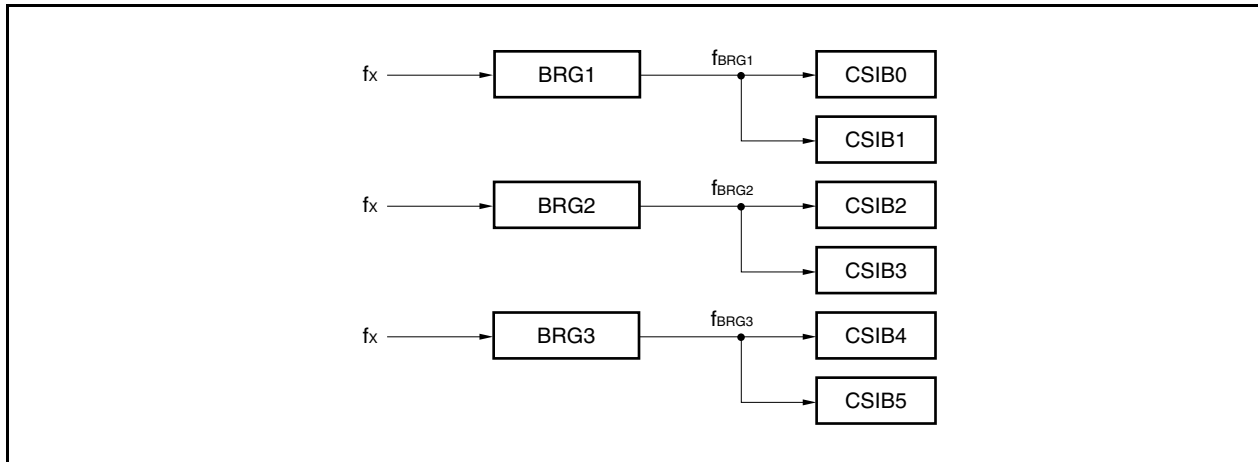 fBRG1
fX BRG1 CSIB0
CSIB1
fBRG2
fX BRG2 CSIB2
CSIB3
fBRG3
fX BRG3 CSIB4
CSIB5